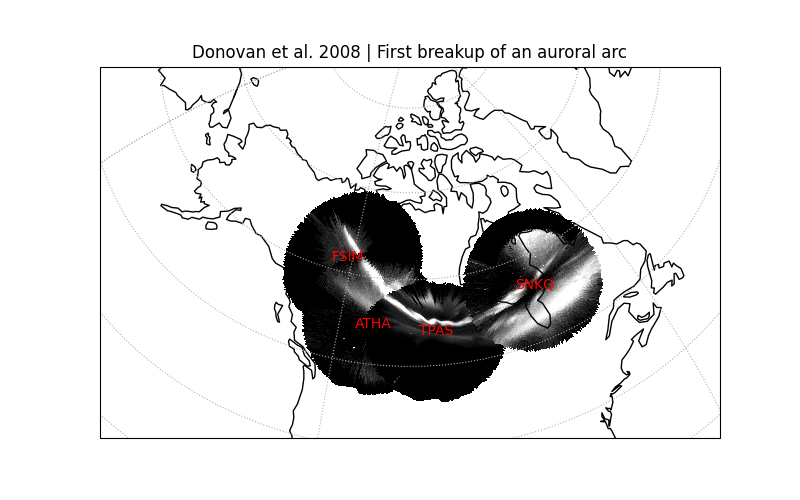 Donovan et al. 2008 | First breakup of an auroral arc
FSIM
SNKQ
ATHA
TPAS